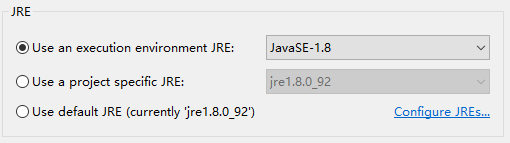 JRE
Use an execution environment JRE: JavaSE-1.8
Use a project specific JRE: jre1.8.0_92
Use default JRE (currently 'jre1.8.0_92') Configure JREs...